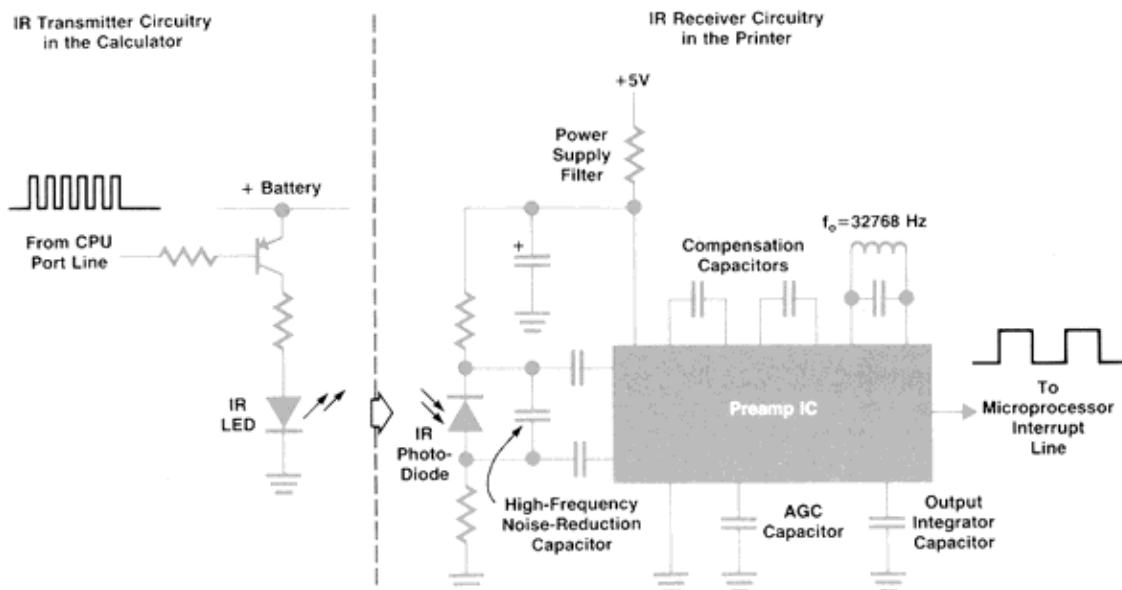 IR Transmitter Circuitry
in the Calculator
IR Receiver Circuitry
in the Printer
+5V
Power
Supply
Filter
+ Battery
From CPU
Port Line
+
Compensation
Capacitors
fo=32768 Hz
IR
LED
IR
Photo-
Diode
High-Frequency
Noise-Reduction
Capacitor
Preamp IC
To
Microprocessor
Interrupt
Line
AGC
Capacitor
Output
Integrator
Capacitor